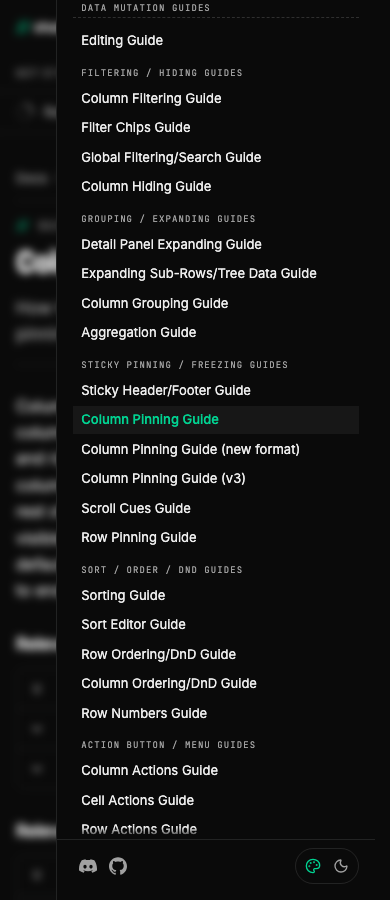 DATA MUTATION GUIDES
Editing Guide
FILTERING / HIDING GUIDES
Column Filtering Guide
Filter Chips Guide
Global Filtering/Search Guide
Column Hiding Guide
GROUPING / EXPANDING GUIDES
Detail Panel Expanding Guide
Expanding Sub-Rows/Tree Data Guide
Column Grouping Guide
Aggregation Guide
STICKY PINNING / FREEZING GUIDES
Sticky Header/Footer Guide
Column Pinning Guide
Column Pinning Guide (new format)
Column Pinning Guide (v3)
Scroll Cues Guide
Row Pinning Guide
SORT / ORDER / DND GUIDES
Sorting Guide
Sort Editor Guide
Row Ordering/DnD Guide
Column Ordering/DnD Guide
Row Numbers Guide
ACTION BUTTON / MENU GUIDES
Column Actions Guide
Cell Actions Guide
Row Actions Guide